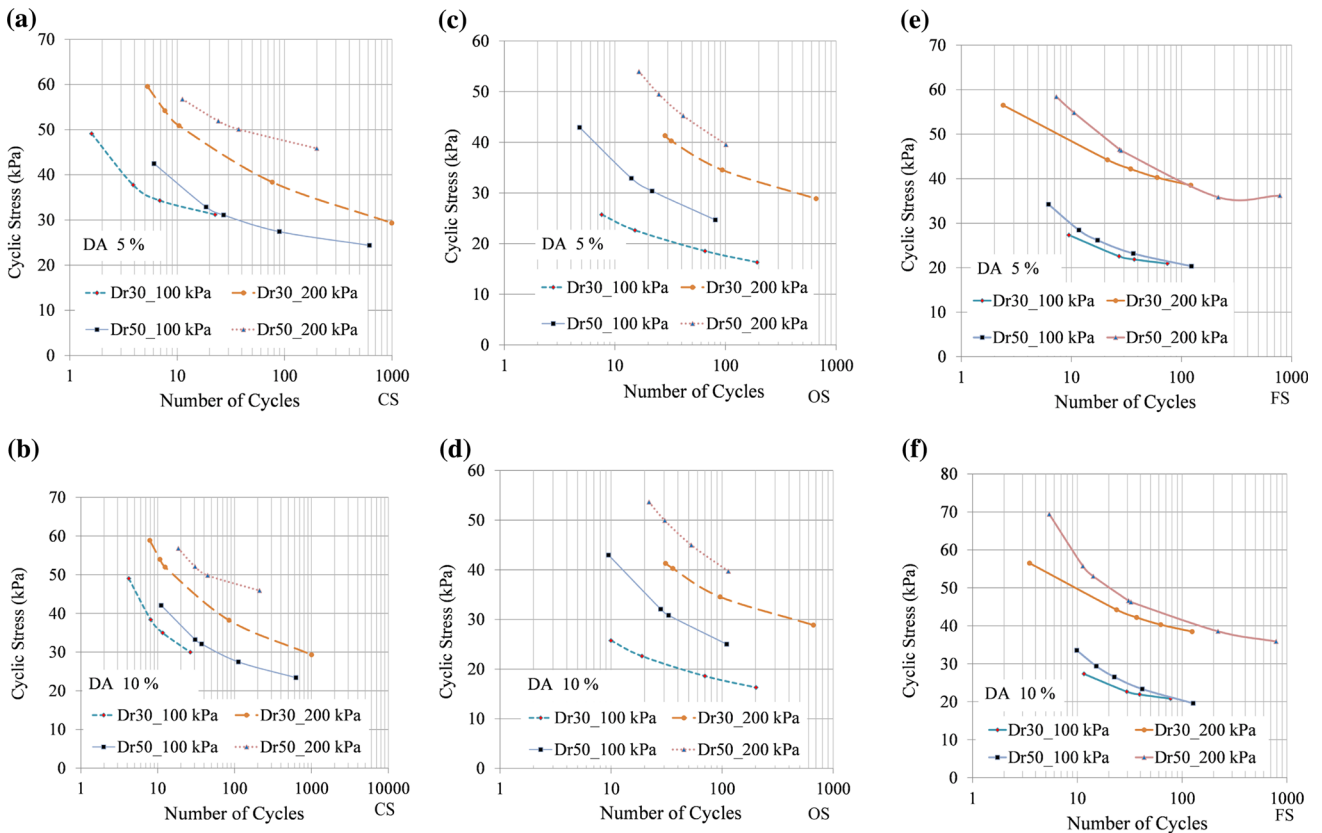 (a)
70
60
50
40
30
20
10
0
Cyclic Stress (kPa)
DA 5 %
Dr30_100 kPa
Dr30_200 kPa
Dr50_100 kPa
Dr50_200 kPa
1
10
100
1000
Number of Cycles
CS
(c)
60
50
40
30
20
10
0
Cyclic Stress (kPa)
DA 5 %
Dr30_100 kPa
Dr30_200 kPa
Dr50_100 kPa
Dr50_200 kPa
1
10
100
1000
Number of Cycles
OS
(e)
70
60
50
40
30
20
10
0
Cyclic Stress (kPa)
DA 5 %
Dr30_100 kPa
Dr30_200 kPa
Dr50_100 kPa
Dr50_200 kPa
1
10
100
1000
Number of Cycles
FS
(b)
70
60
50
40
30
20
10
0
Cyclic Stress (kPa)
DA 10 %
Dr30_100 kPa
Dr30_200 kPa
Dr50_100 kPa
Dr50_200 kPa
1
10
100
1000
Number of Cycles
CS
(d)
60
50
40
30
20
10
0
Cyclic Stress (kPa)
DA 10 %
Dr30_100 kPa
Dr30_200 kPa
Dr50_100 kPa
Dr50_200 kPa
1
10
100
1000
Number of Cycles
OS
(f)
80
70
60
50
40
30
20
10
0
Cyclic Stress (kPa)
DA 10 %
Dr30_100 kPa
Dr30_200 kPa
Dr50_100 kPa
Dr50_200 kPa
1
10
100
1000
Number of Cycles
FS